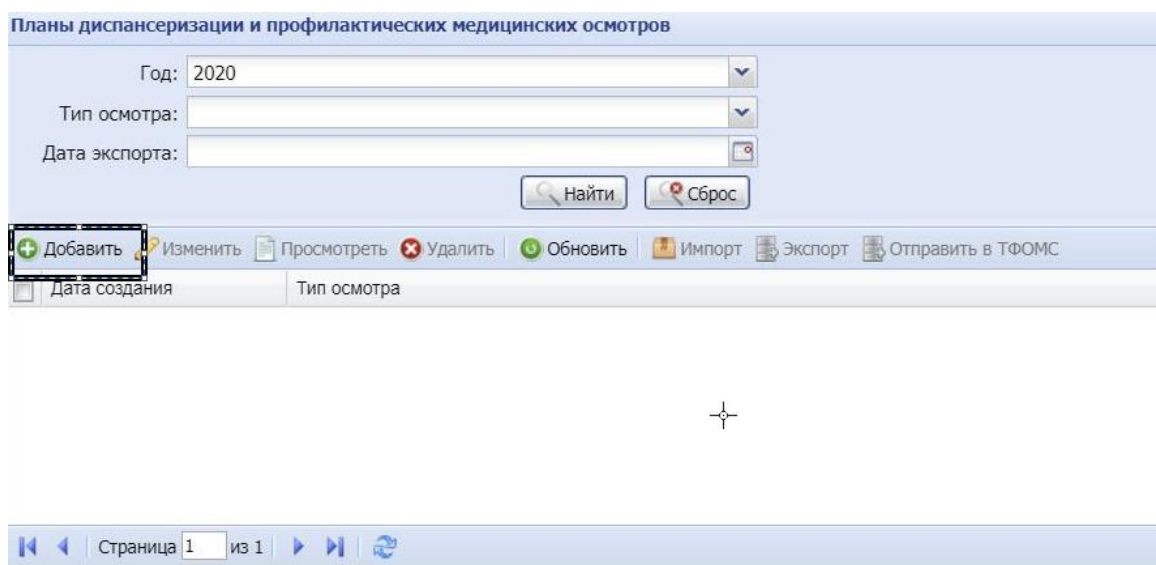 Планы диспансеризации и профилактических медицинских осмотров
Год: 2020
Тип осмотра:
Дата экспорта:
Найти Сброс
Добавить Изменить Просмотреть Удалить Обновить Импорт Экспорт Отправить в ТФОМС
Дата создания Тип осмотра
Страница 1 из 1